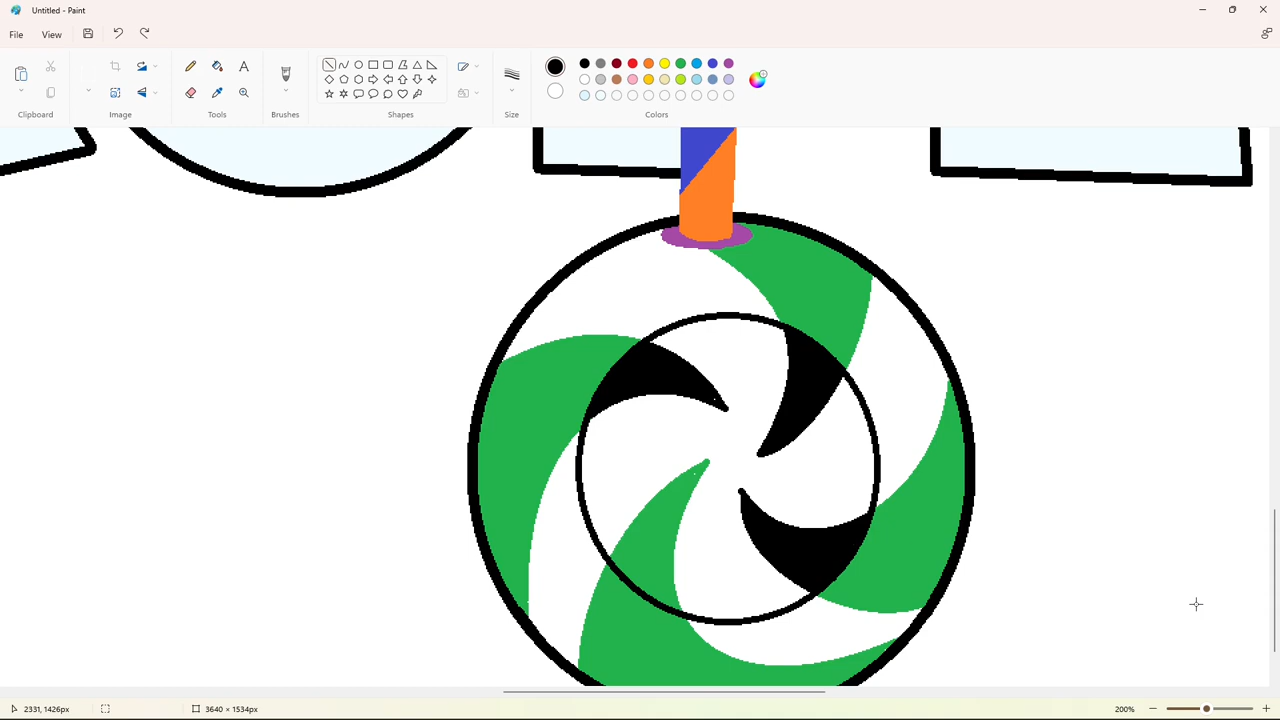 Untitled - Paint
File View
Clipboard Image Tools Brushes Shapes Size Colors
2331, 1426px 3640 × 1534px 200%